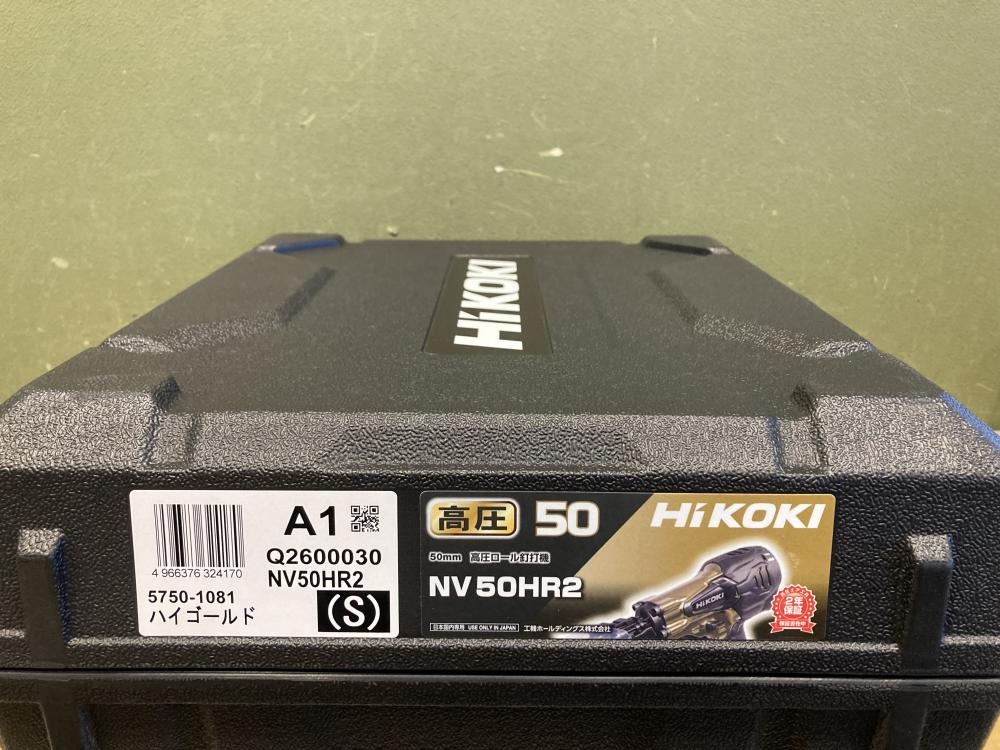 HiKOKI
A1
Q2600030
4 966376 324170
NV50HR2
5750-1081
ハイゴールド
(S)
高圧 50
HiKOKI
50mm 高圧ロール釘打機
NV50HR2
HiKOKI
2年
保証
日本国内専用 USE ONLY IN JAPAN 工機ホールディングス株式会社